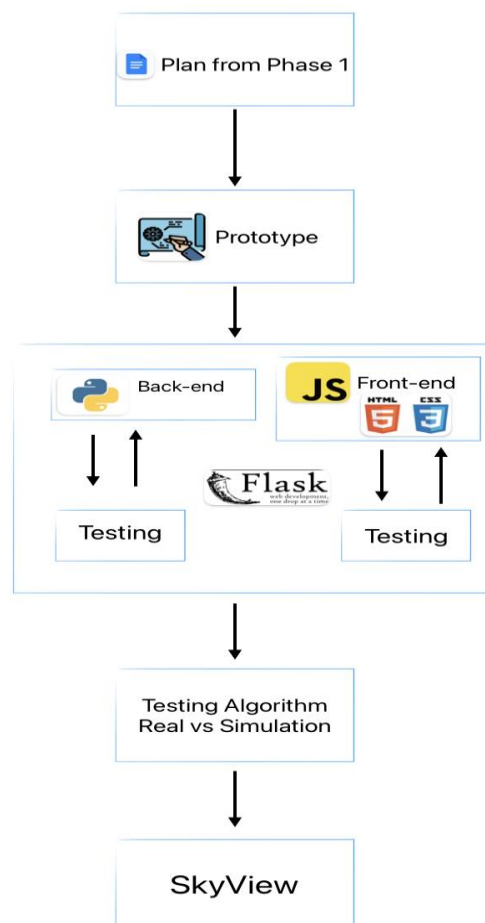 Plan from Phase 1
Prototype
Back-end
JS Front-end
HTML CSS
5 3
Flask
web development,
one drop at a time
Testing
Testing
Testing Algorithm
Real vs Simulation
SkyView